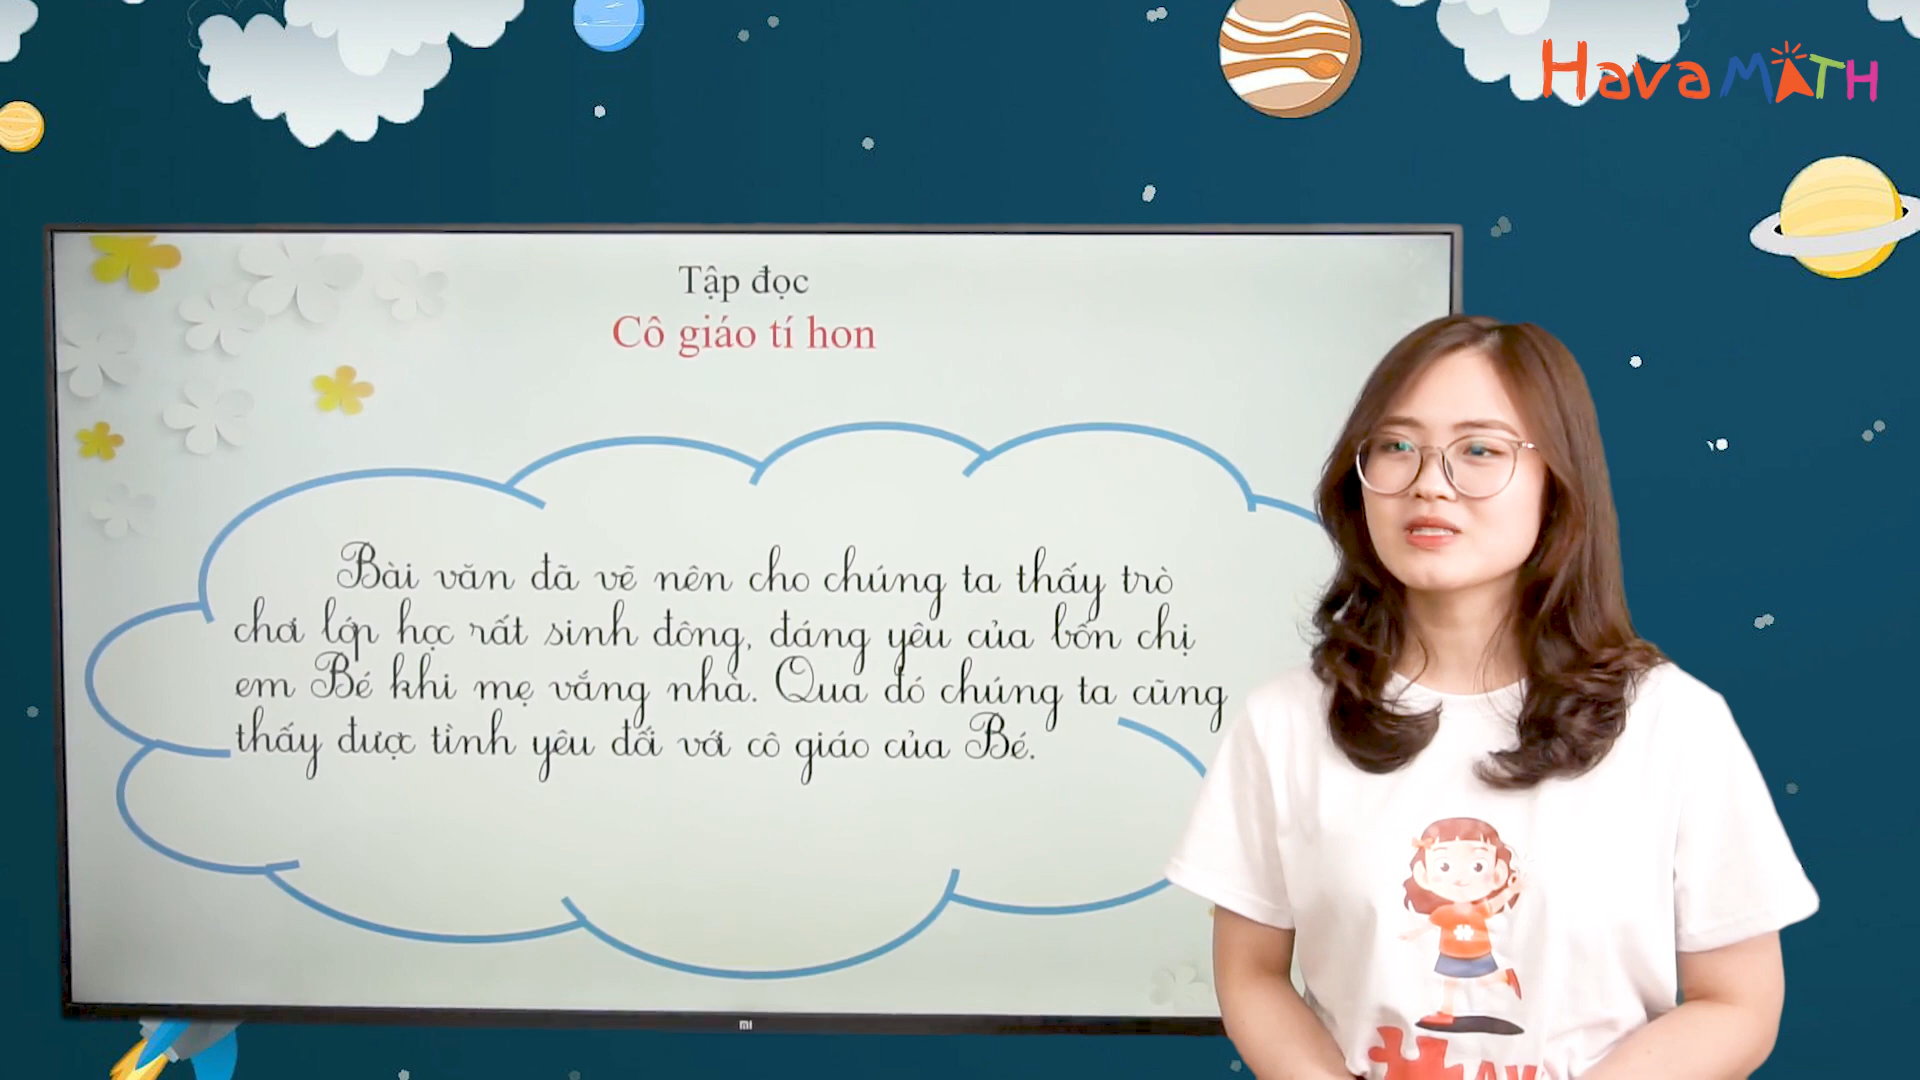 HavaMATH
Tập đọc
Cô giáo tí hon
Bài văn đã vẽ nên cho chúng ta thấy trò
chơi lớp học rất sinh đông, đáng yêu của bốn chị
em Bé khi mẹ vắng nhà. Qua đó chúng ta cũng
thấy được tình yêu đối với cô giáo của Bé.
mi